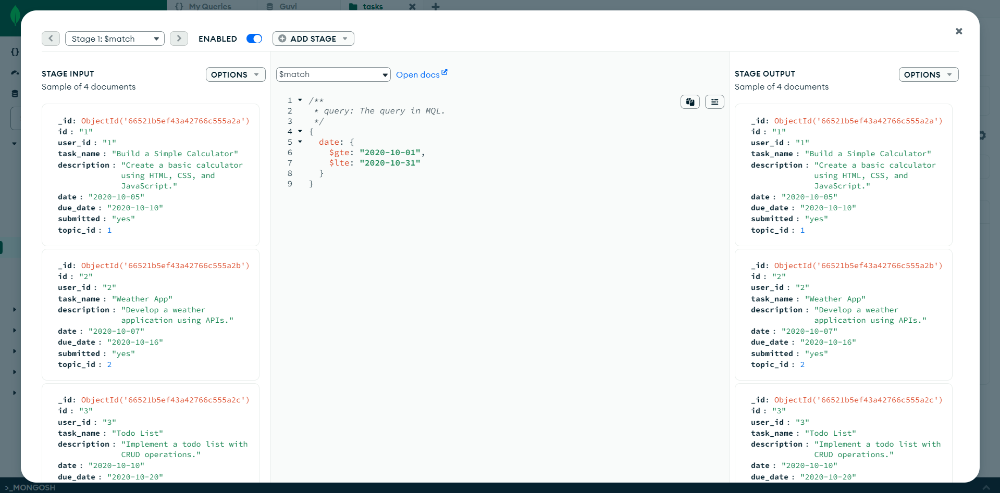 {} My Queries
Guvi
tasks
Stage 1: $match
ENABLED
ADD STAGE
STAGE INPUT
OPTIONS
Sample of 4 documents
_id: ObjectId('66521b5ef43a42766c555a2a')
id : "1"
user_id : "1"
task_name : "Build a Simple Calculator"
description : "Create a basic calculator
using HTML, CSS, and
JavaScript."
date : "2020-10-05"
due_date : "2020-10-10"
submitted : "yes"
topic_id : 1
_id: ObjectId('66521b5ef43a42766c555a2b')
id : "2"
user_id : "2"
task_name : "Weather App"
description : "Develop a weather
application using APIs."
date : "2020-10-07"
due_date : "2020-10-16"
submitted : "yes"
topic_id : 2
_id: ObjectId('66521b5ef43a42766c555a2c')
id : "3"
user_id : "3"
task_name : "Todo List"
description : "Implement a todo list with
CRUD operations."
date : "2020-10-10"
due_date : "2020-10-20"
$match
Open docs
1 /**
2 * query: The query in MQL.
3 */
4 {
5 date: {
6 $gte: "2020-10-01",
7 $lte: "2020-10-31"
8 }
9 }
STAGE OUTPUT
OPTIONS
Sample of 4 documents
_id: ObjectId('66521b5ef43a42766c555a2a')
id : "1"
user_id : "1"
task_name : "Build a Simple Calculator"
description : "Create a basic calculator
using HTML, CSS, and
JavaScript."
date : "2020-10-05"
due_date : "2020-10-10"
submitted : "yes"
topic_id : 1
_id: ObjectId('66521b5ef43a42766c555a2b')
id : "2"
user_id : "2"
task_name : "Weather App"
description : "Develop a weather
application using APIs."
date : "2020-10-07"
due_date : "2020-10-16"
submitted : "yes"
topic_id : 2
_id: ObjectId('66521b5ef43a42766c555a2c')
id : "3"
user_id : "3"
task_name : "Todo List"
description : "Implement a todo list with
CRUD operations."
date : "2020-10-10"
due_date : "2020-10-20"
>_MONGOSH